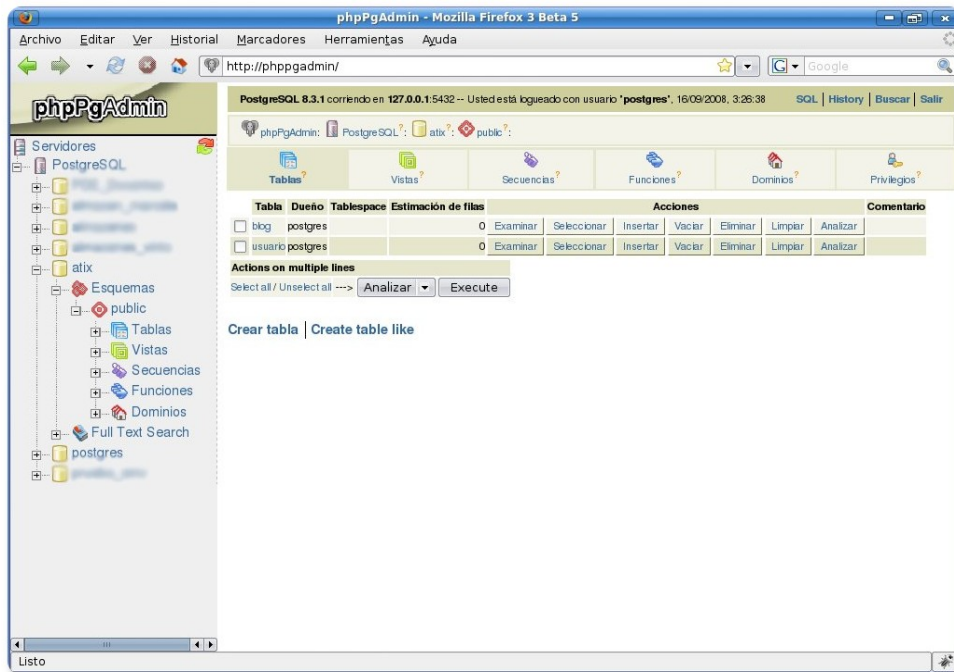 phpPgAdmin - Mozilla Firefox 3 Beta 5
Archivo Editar Ver Historial Marcadores Herramientas Ayuda
http://phppgadmin/
G Google
phpPgAdmin
PostgreSQL 8.3.1 corriendo en 127.0.0.1:5432 -- Usted está logueado con usuario "postgres", 16/09/2008, 3:26:38 SQL | History | Buscar | Salir
phpPgAdmin: PostgreSQL?: atix?: public?:
Servidores
PostgreSQL
atix
Esquemas
public
Tablas
Vistas
Secuencias
Funciones
Dominios
Full Text Search
postgres
Tablas? Vistas? Secuencias? Funciones? Dominios? Privilegios?
Tabla Dueño Tablespace Estimación de filas Acciones Comentario
blog postgres 0 Examinar Seleccionar Insertar Vaciar Eliminar Limpiar Analizar
usuario postgres 0 Examinar Seleccionar Insertar Vaciar Eliminar Limpiar Analizar
Actions on multiple lines
Select all / Unselect all ---> Analizar Execute
Crear tabla | Create table like
Listo